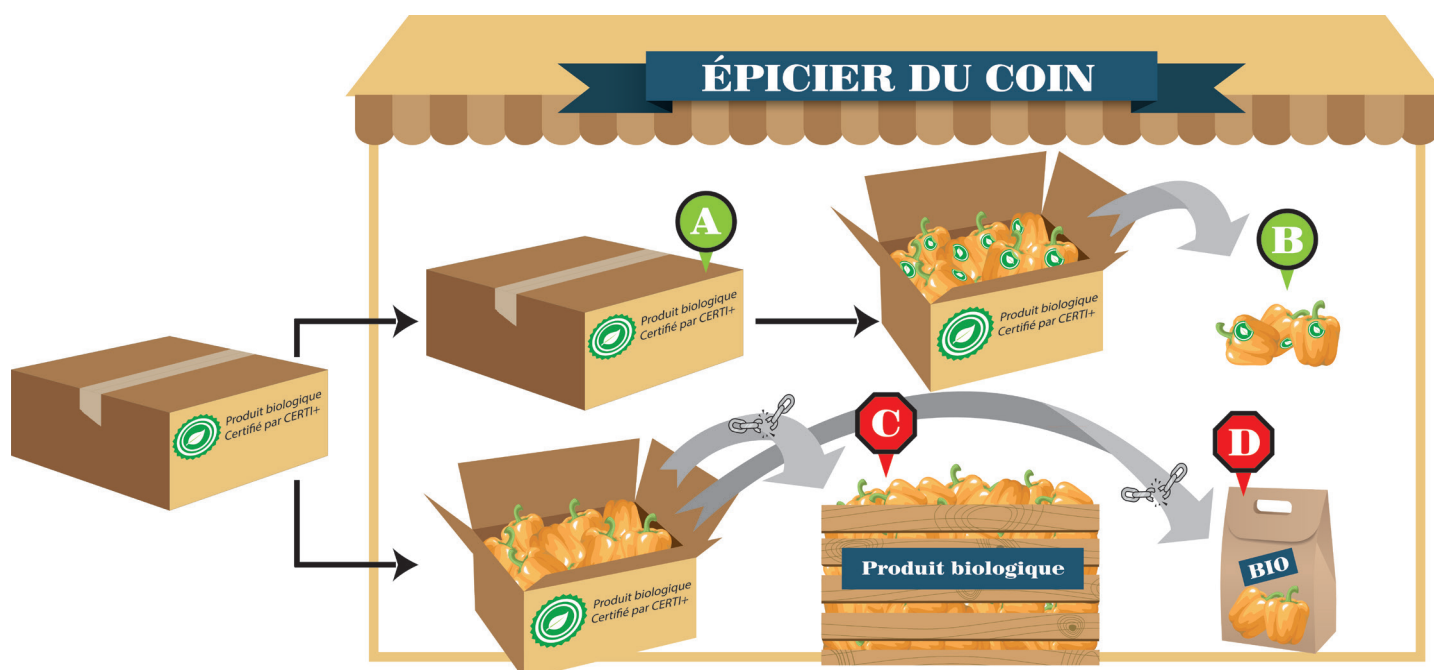 ÉPICIER DU COIN
A
B
Produit biologique
Certifié par CERTI+
Produit biologique
Certifié par CERTI+
Produit biologique
Certifié par CERTI+
C
D
Produit biologique
BIO
Produit biologique
Certifié par CERTI+